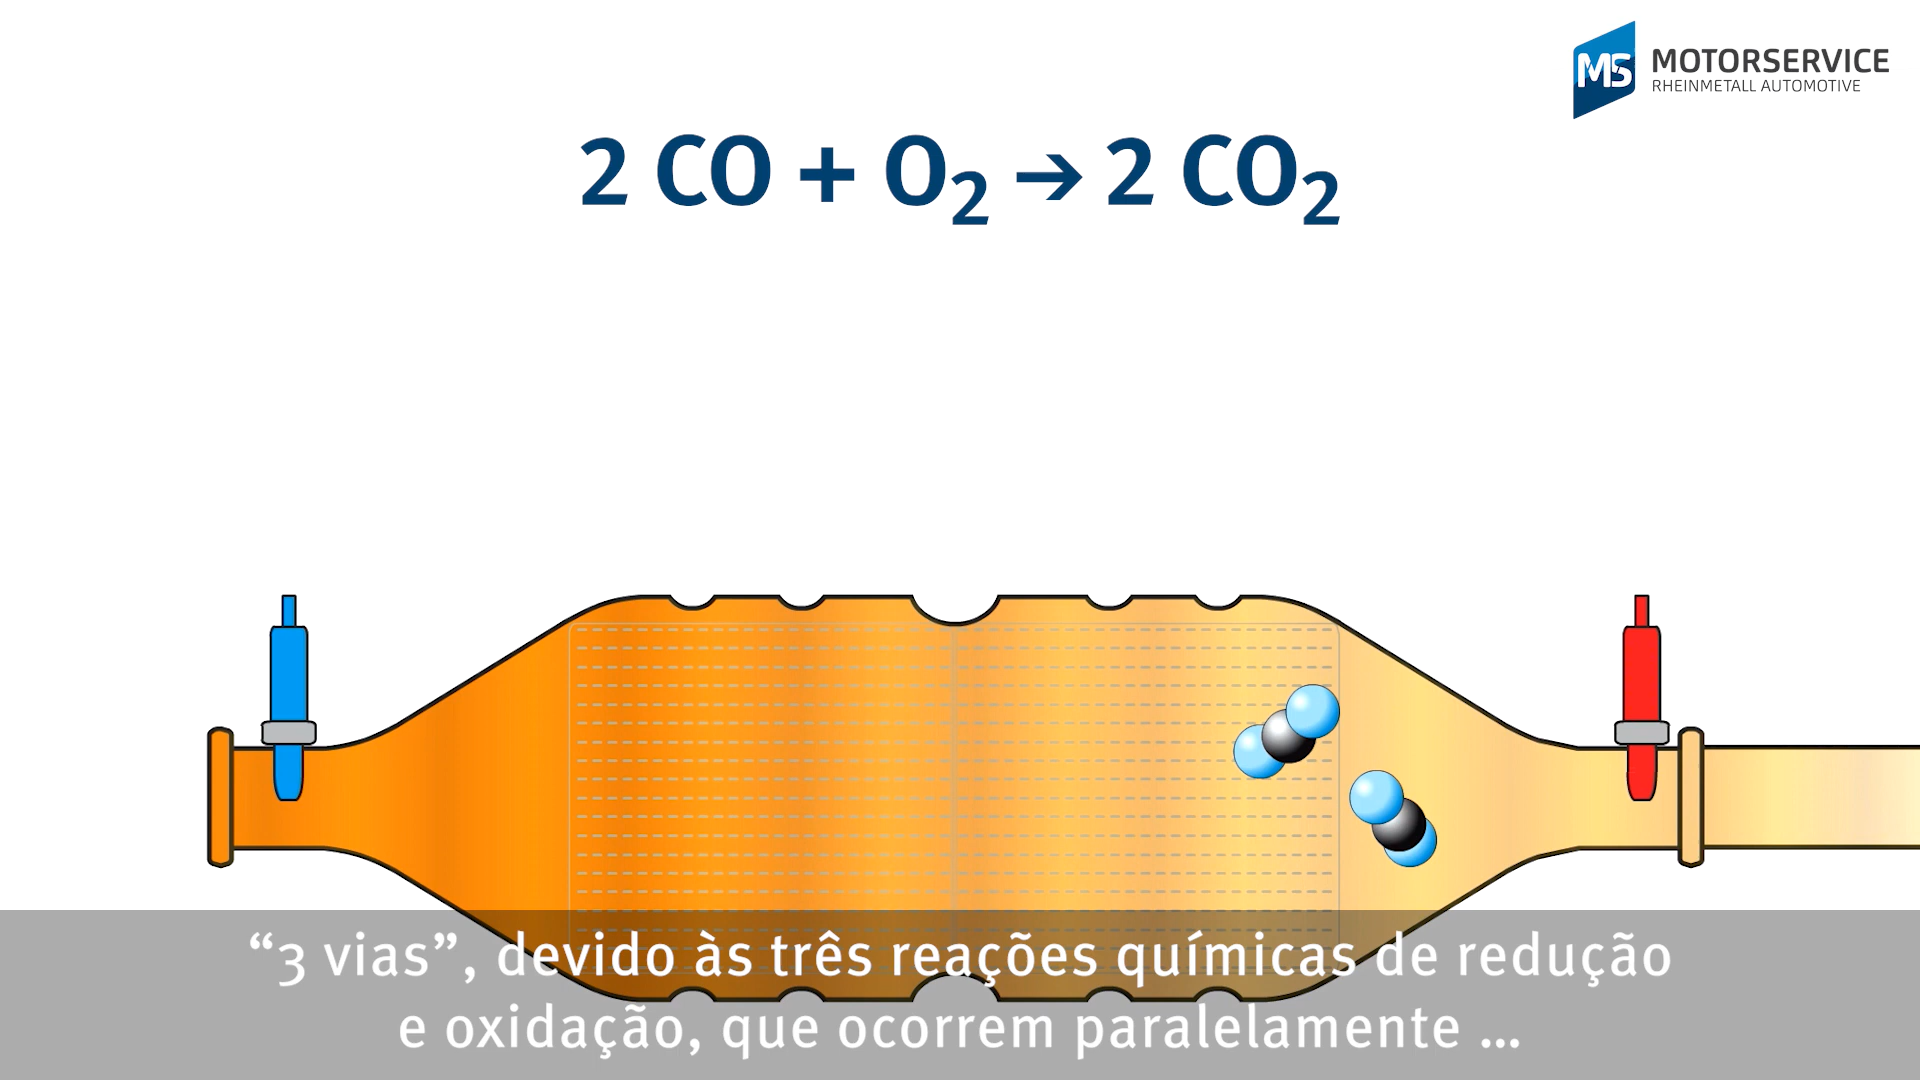 MS MOTORSERVICE
RHEINMETALL AUTOMOTIVE
2 CO + O₂ → 2 CO₂
“3 vias”, devido às três reações químicas de redução
e oxidação, que ocorrem paralelamente ...